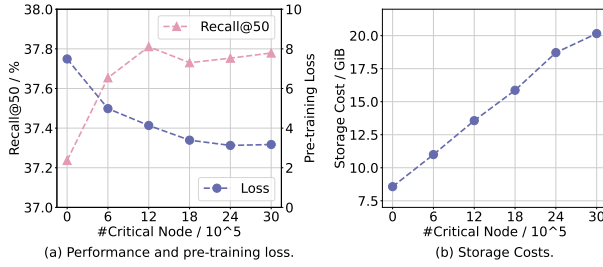 38.0
37.8
37.6
37.4
37.2
37.0
Recall@50 / %
10
8
6
4
2
0
Pre-training Loss
Recall@50
Loss
0 6 12 18 24 30
#Critical Node / 10^5
(a) Performance and pre-training loss.
20.0
17.5
15.0
12.5
10.0
7.5
Storage Cost / GiB
0 6 12 18 24 30
#Critical Node / 10^5
(b) Storage Costs.